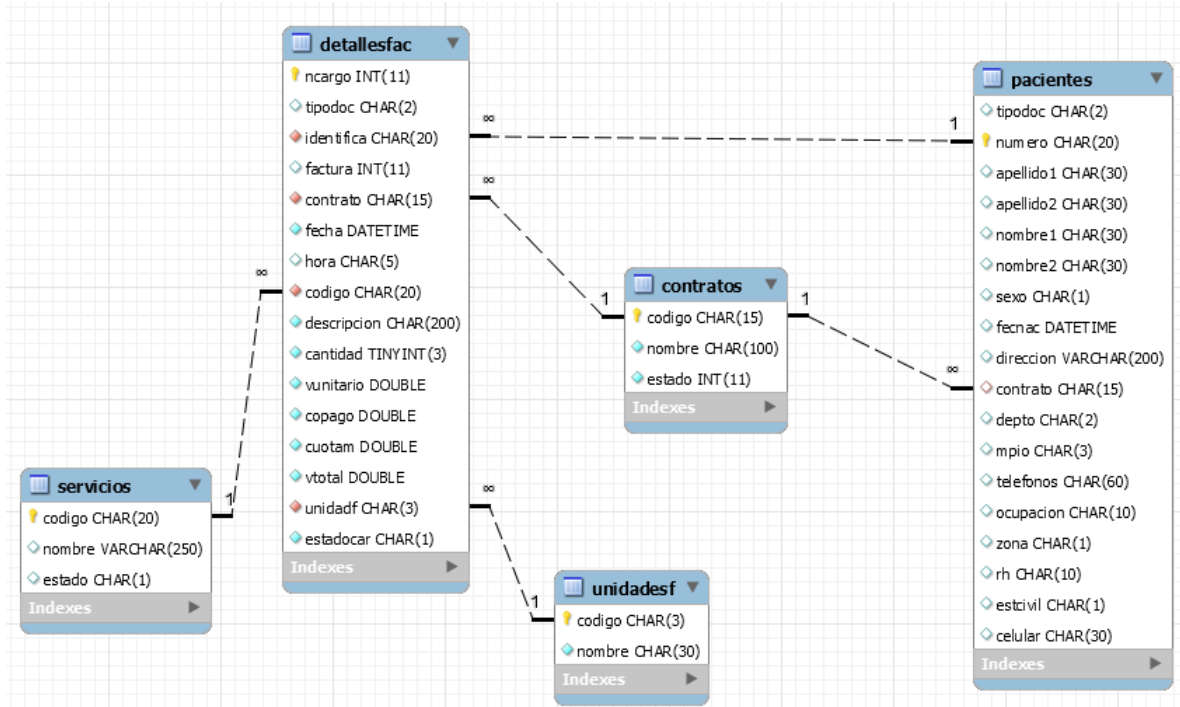 detallesfac
ncargo INT(11)
tipodoc CHAR(2)
identifica CHAR(20)
factura INT(11)
contrato CHAR(15)
fecha DATETIME
hora CHAR(5)
codigo CHAR(20)
descripcion CHAR(200)
cantidad TINYINT(3)
vunitario DOUBLE
copago DOUBLE
cuotam DOUBLE
vtotal DOUBLE
unidadf CHAR(3)
estadocar CHAR(1)
Indexes
∞
∞
∞
∞
1
1
1
∞
1
1
pacientes
tipodoc CHAR(2)
numero CHAR(20)
apellido1 CHAR(30)
apellido2 CHAR(30)
nombre1 CHAR(30)
nombre2 CHAR(30)
sexo CHAR(1)
fecnac DATETIME
direccion VARCHAR(200)
contrato CHAR(15)
depto CHAR(2)
mpio CHAR(3)
telefonos CHAR(60)
ocupacion CHAR(10)
zona CHAR(1)
rh CHAR(10)
estcivil CHAR(1)
celular CHAR(30)
Indexes
contratos
codigo CHAR(15)
nombre CHAR(100)
estado INT(11)
Indexes
servicios
codigo CHAR(20)
nombre VARCHAR(250)
estado CHAR(1)
Indexes
unidadesf
codigo CHAR(3)
nombre CHAR(30)
Indexes